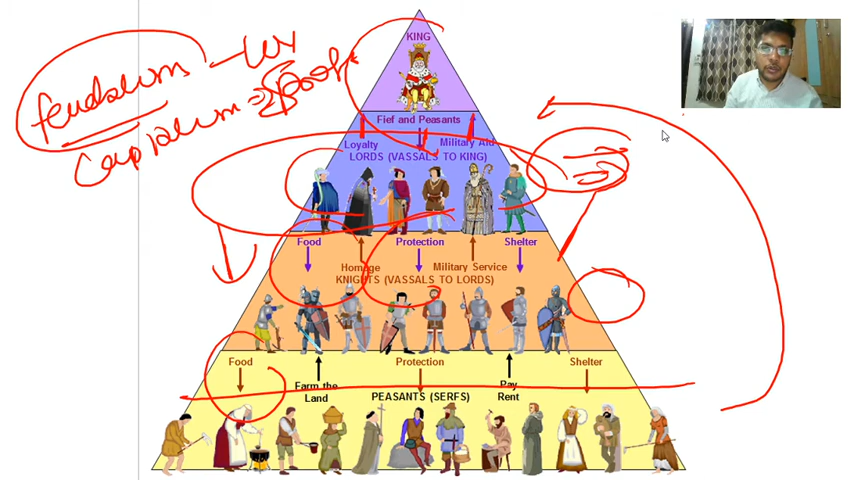 KING
feudalism
Capitalism
Fief and Peasants
Loyalty
Military Aid
LORDS (VASSALS TO KING)
Food
Protection
Shelter
Homage
Military Service
KNIGHTS (VASSALS TO LORDS)
Food
Protection
Shelter
Farm the
Land
Pay
Rent
PEASANTS (SERFS)